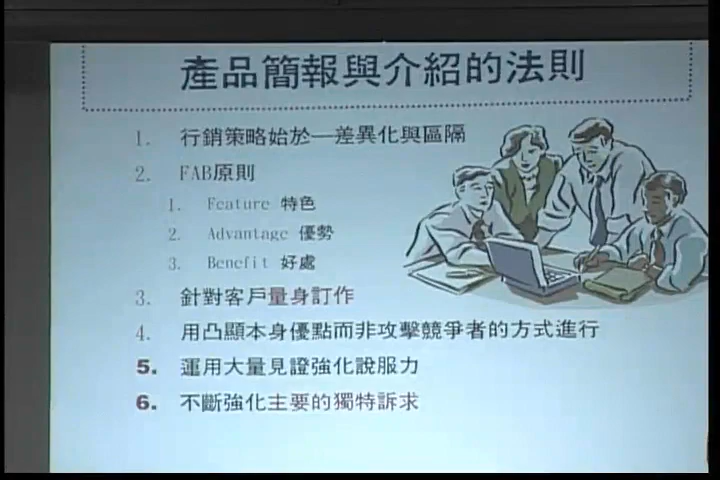 產品簡報與介紹的法則
1. 行銷策略始於—差異化與區隔
2. FAB原則
1. Feature 特色
2. Advantage 優勢
3. Benefit 好處
3. 針對客戶量身訂作
4. 用凸顯本身優點而非攻擊競爭者的方式進行
5. 運用大量見證強化說服力
6. 不斷強化主要的獨特訴求